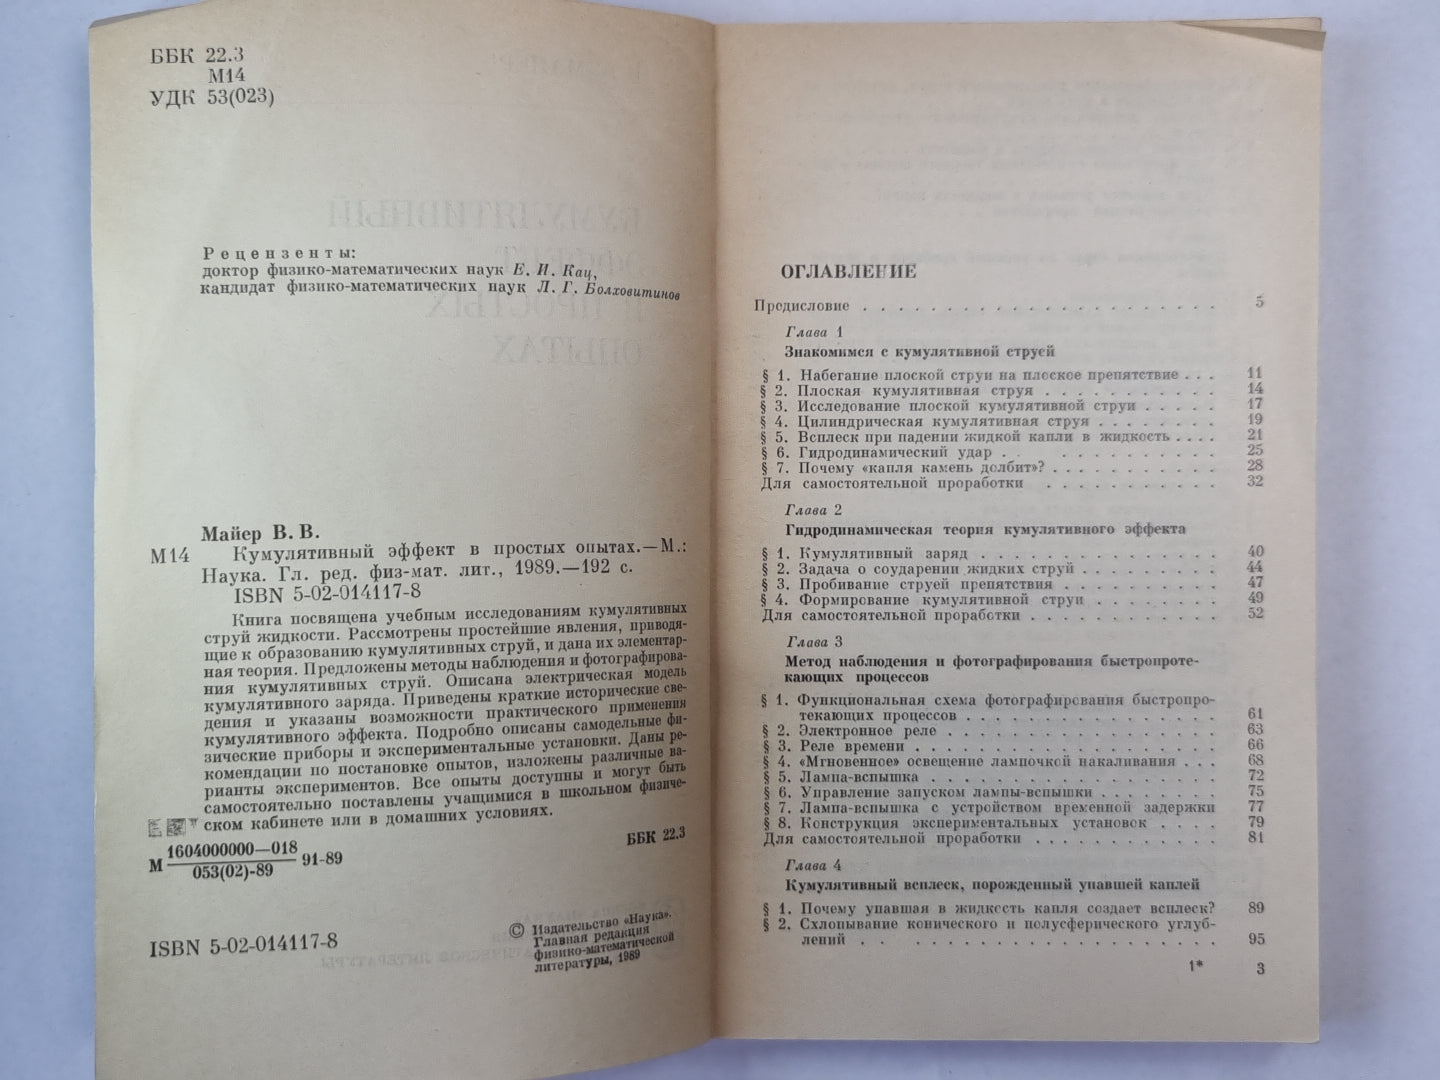 ББК 22.3
М14
УДК 53(023)
Рецензенты:
доктор физико-математических наук Е. И. Кац,
кандидат физико-математических наук Л. Г. Болховитинов
Майер В. В.
М14 Кумулятивный эффект в простых опытах.—М.:
Наука. Гл. ред. физ-мат. лит., 1989.—192 с.
ISBN 5-02-014117-8
Книга посвящена учебным исследованиям кумулятивных
струй жидкости. Рассмотрены простейшие явления, приводя-
щие к образованию кумулятивных струй, и дана их элементар-
ная теория. Предложены методы наблюдения и фотографирова-
ния кумулятивных струй. Описана электрическая модель
кумулятивного заряда. Приведены краткие исторические све-
дения и указаны возможности практического применения
кумулятивного эффекта. Подробно описаны самодельные фи-
зические приборы и экспериментальные установки. Даны ре-
комендации по постановке опытов, изложены различные ва-
рианты экспериментов. Все опыты доступны и могут быть
самостоятельно поставлены учащимися в школьном физиче-
ском кабинете или в домашних условиях.
М 1604000000—018
053(02)-89 91-89
ББК 22.3
ISBN 5-02-014117-8
© Издательство «Наука».
Главная редакция
физико-математической
литературы, 1989
ОГЛАВЛЕНИЕ
Предисловие . . . . . . . . . . . . . . . . . . . . . . 5
Глава 1
Знакомимся с кумулятивной струей
§ 1. Набегание плоской струи на плоское препятствие . . . 11
§ 2. Плоская кумулятивная струя . . . . . . . . . . . 14
§ 3. Исследование плоской кумулятивной струи . . . . . 17
§ 4. Цилиндрическая кумулятивная струя . . . . . . . . 19
§ 5. Всплеск при падении жидкой капли в жидкость . . . . 21
§ 6. Гидродинамический удар . . . . . . . . . . . . 25
§ 7. Почему «капля камень долбит»? . . . . . . . . . . . 28
Для самостоятельной проработки . . . . . . . . . . . 32
Глава 2
Гидродинамическая теория кумулятивного эффекта
§ 1. Кумулятивный заряд . . . . . . . . . . . . . . . 40
§ 2. Задача о соударении жидких струй . . . . . . . . . 44
§ 3. Пробивание струей препятствия . . . . . . . . . . 47
§ 4. Формирование кумулятивной струи . . . . . . . . 49
Для самостоятельной проработки . . . . . . . . . . . . 52
Глава 3
Метод наблюдения и фотографирования быстропроте-
кающих процессов
§ 1. Функциональная схема фотографирования быстропро-
текающих процессов . . . . . . . . . . . . . . . . 61
§ 2. Электронное реле . . . . . . . . . . . . . . . . . 63
§ 3. Реле времени . . . . . . . . . . . . . . . . . . . 66
§ 4. «Мгновенное» освещение лампочкой накаливания . . . 68
§ 5. Лампа-вспышка . . . . . . . . . . . . . . . . . . 72
§ 6. Управление запуском лампы-вспышки . . . . . . . . 75
§ 7. Лампа-вспышка с устройством временной задержки 77
§ 8. Конструкция экспериментальных установок . . . . 79
Для самостоятельной проработки . . . . . . . . . . . . 81
Глава 4
Кумулятивный всплеск, порожденный упавшей каплей
§ 1. Почему упавшая в жидкость капля создает всплеск? 89
§ 2. Схлопывание конического и полусферического углуб-
лений . . . . . . . . . . . . . . . . . . . . 95
1* 3